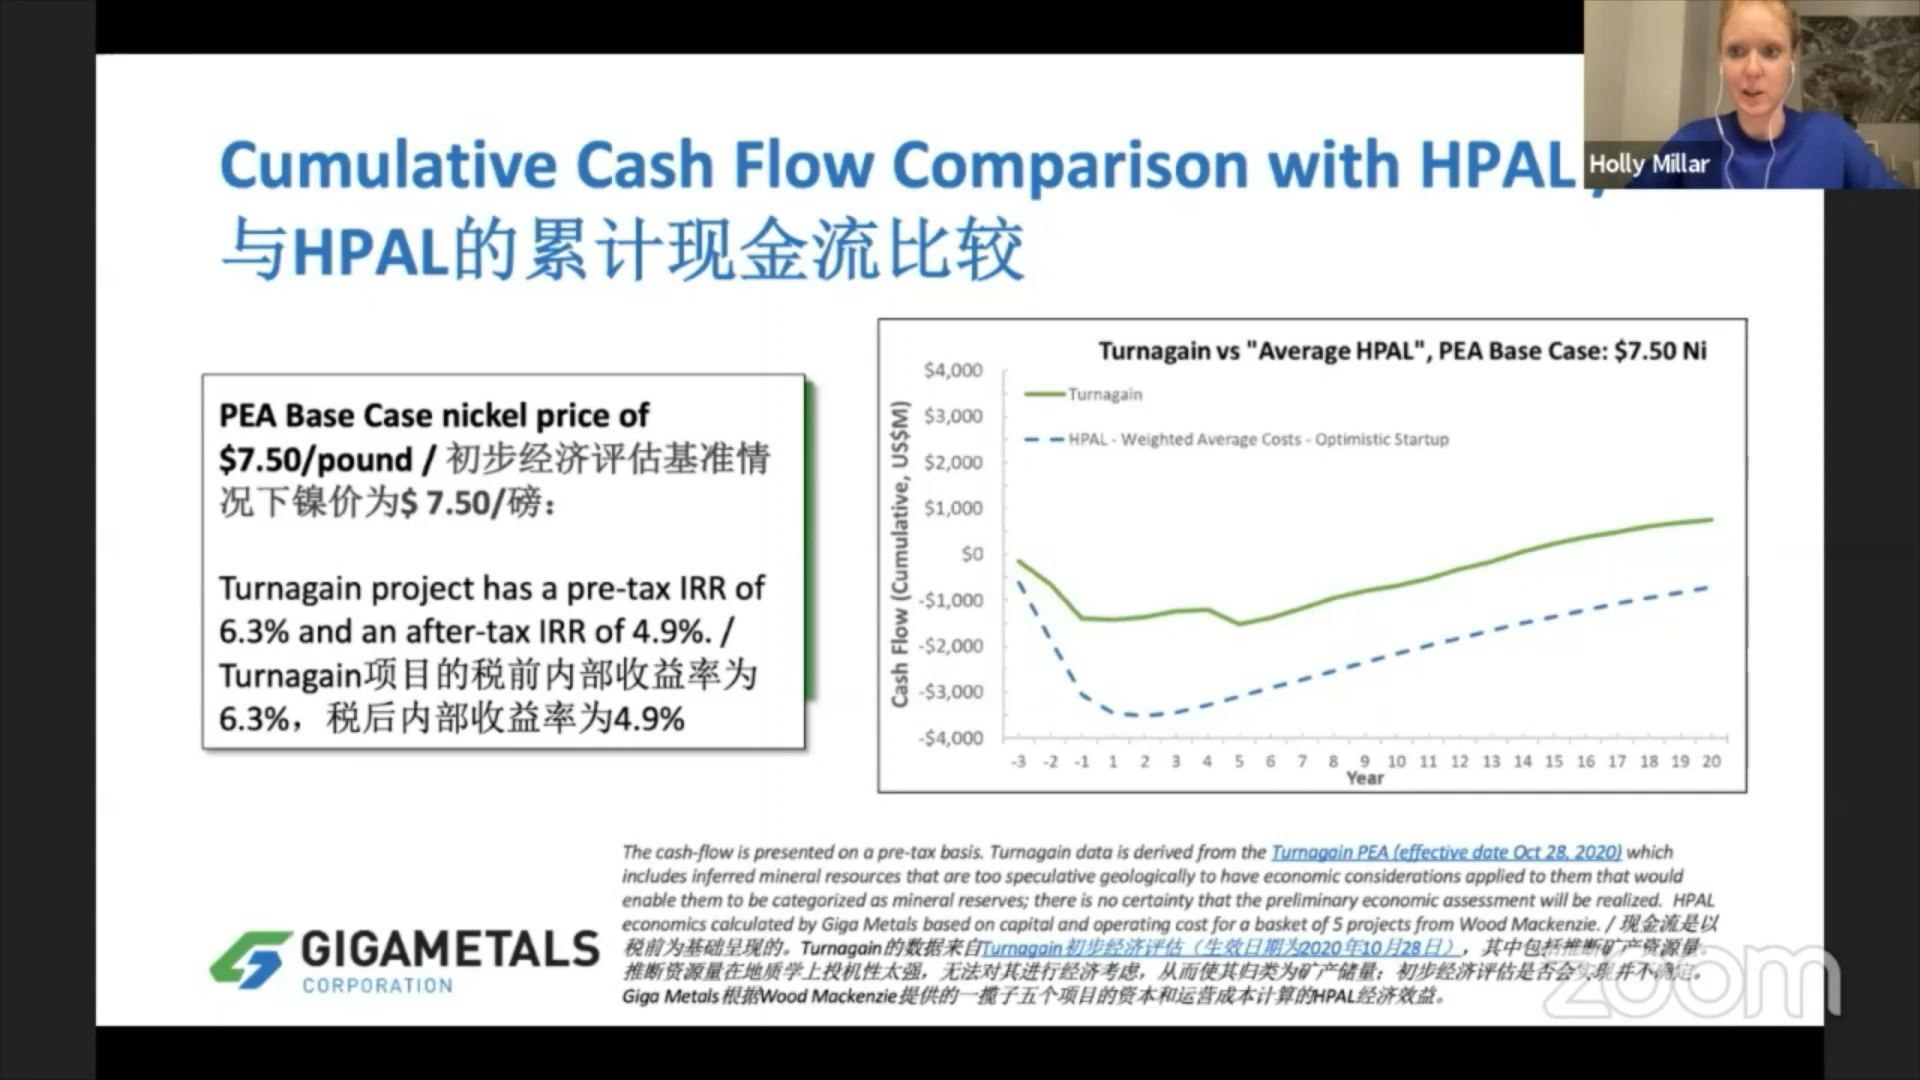 Holly Millar
Cumulative Cash Flow Comparison with HPAL /
与HPAL的累计现金流比较
PEA Base Case nickel price of
$7.50/pound / 初步经济评估基准情
况下镍价为$ 7.50/磅：
Turnagain project has a pre-tax IRR of
6.3% and an after-tax IRR of 4.9%. /
Turnagain项目的税前内部收益率为
6.3%，税后内部收益率为4.9%
Turnagain vs "Average HPAL", PEA Base Case: $7.50 Ni
Turnagain
HPAL - Weighted Average Costs - Optimistic Startup
Cash Flow (Cumulative, US$M)
$4,000
$3,000
$2,000
$1,000
$0
-$1,000
-$2,000
-$3,000
-$4,000
-3 -2 -1 1 2 3 4 5 6 7 8 9 10 11 12 13 14 15 16 17 18 19 20
Year
The cash-flow is presented on a pre-tax basis. Turnagain data is derived from the Turnagain PEA (effective date Oct 28, 2020) which
includes inferred mineral resources that are too speculative geologically to have economic considerations applied to them that would
enable them to be categorized as mineral reserves; there is no certainty that the preliminary economic assessment will be realized. HPAL
economics calculated by Giga Metals based on capital and operating cost for a basket of 5 projects from Wood Mackenzie. / 现金流是以
税前为基础呈现的。Turnagain的数据来自Turnagain初步经济评估（生效日期为2020年10月28日），其中包括推断矿产资源量。
推断资源量在地质学上投机性太强，无法对其进行经济考虑，从而使其归类为矿产储量；初步经济评估是否会实现并不确定。
Giga Metals根据Wood Mackenzie提供的一揽子五个项目的资本和运营成本计算的HPAL经济效益。
GIGAMETALS
CORPORATION
zoom